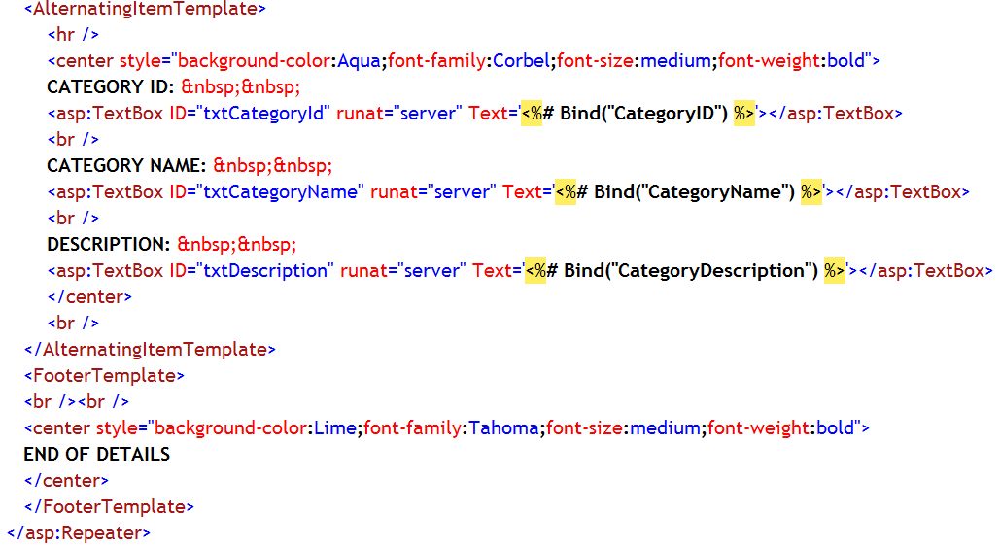 <AlternatingItemTemplate>
<hr />
<center style="background-color:Aqua;font-family:Corbel;font-size:medium;font-weight:bold">
CATEGORY ID: &nbsp;&nbsp;
<asp:TextBox ID="txtCategoryId" runat="server" Text='<%# Bind("CategoryID") %>'></asp:TextBox>
<br />
CATEGORY NAME: &nbsp;&nbsp;
<asp:TextBox ID="txtCategoryName" runat="server" Text='<%# Bind("CategoryName") %>'></asp:TextBox>
<br />
DESCRIPTION: &nbsp;&nbsp;
<asp:TextBox ID="txtDescription" runat="server" Text='<%# Bind("CategoryDescription") %>'></asp:TextBox>
</center>
<br />
</AlternatingItemTemplate>
<FooterTemplate>
<br /><br />
<center style="background-color:Lime;font-family:Tahoma;font-size:medium;font-weight:bold">
END OF DETAILS
</center>
</FooterTemplate>
</asp:Repeater>